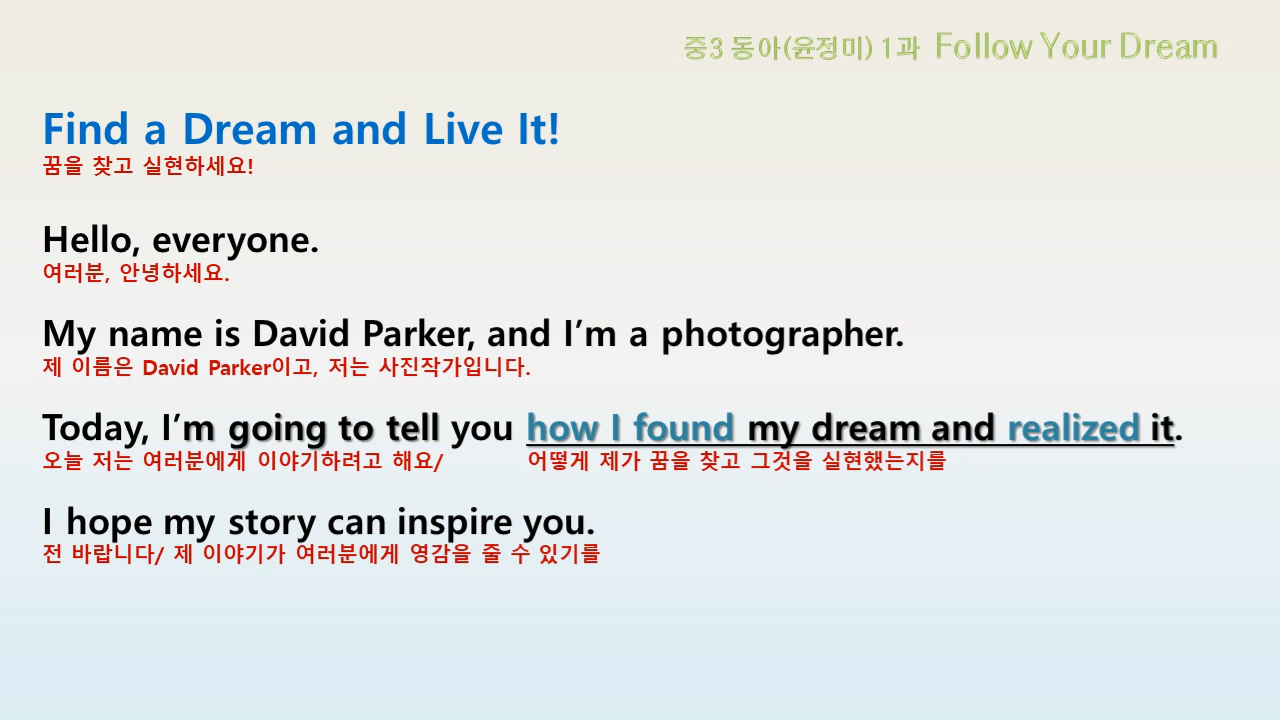 중3 동아(윤정미) 1과 Follow Your Dream
Find a Dream and Live It!
꿈을 찾고 실현하세요!
Hello, everyone.
여러분, 안녕하세요.
My name is David Parker, and I’m a photographer.
제 이름은 David Parker이고, 저는 사진작가입니다.
Today, I’m going to tell you how I found my dream and realized it.
오늘 저는 여러분에게 이야기하려고 해요/ 어떻게 제가 꿈을 찾고 그것을 실현했는지를
I hope my story can inspire you.
전 바랍니다/ 제 이야기가 여러분에게 영감을 줄 수 있기를